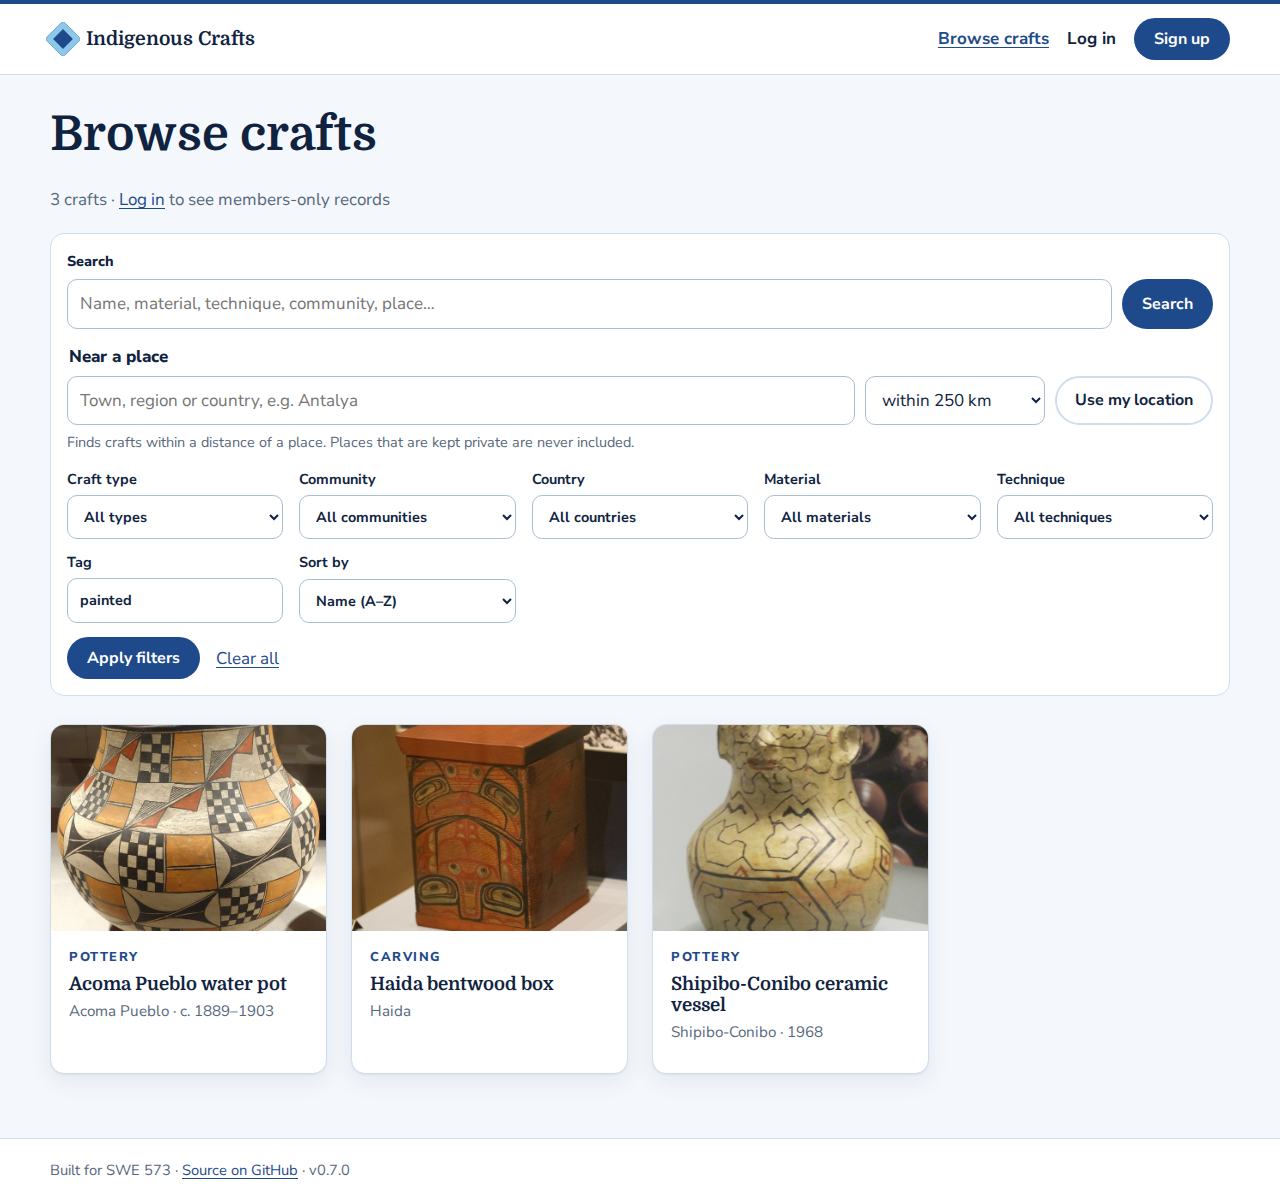 Indigenous Crafts
Browse crafts Log in Sign up
Browse crafts
3 crafts · Log in to see members-only records
Search
Name, material, technique, community, place... Search
Near a place
Town, region or country, e.g. Antalya within 250 km Use my location
Finds crafts within a distance of a place. Places that are kept private are never included.
Craft type Community Country Material Technique
All types All communities All countries All materials All techniques
Tag Sort by
painted Name (A–Z)
Apply filters Clear all
POTTERY
Acoma Pueblo water pot
Acoma Pueblo · c. 1889–1903
CARVING
Haida bentwood box
Haida
POTTERY
Shipibo-Conibo ceramic
vessel
Shipibo-Conibo · 1968
Built for SWE 573 · Source on GitHub · v0.7.0